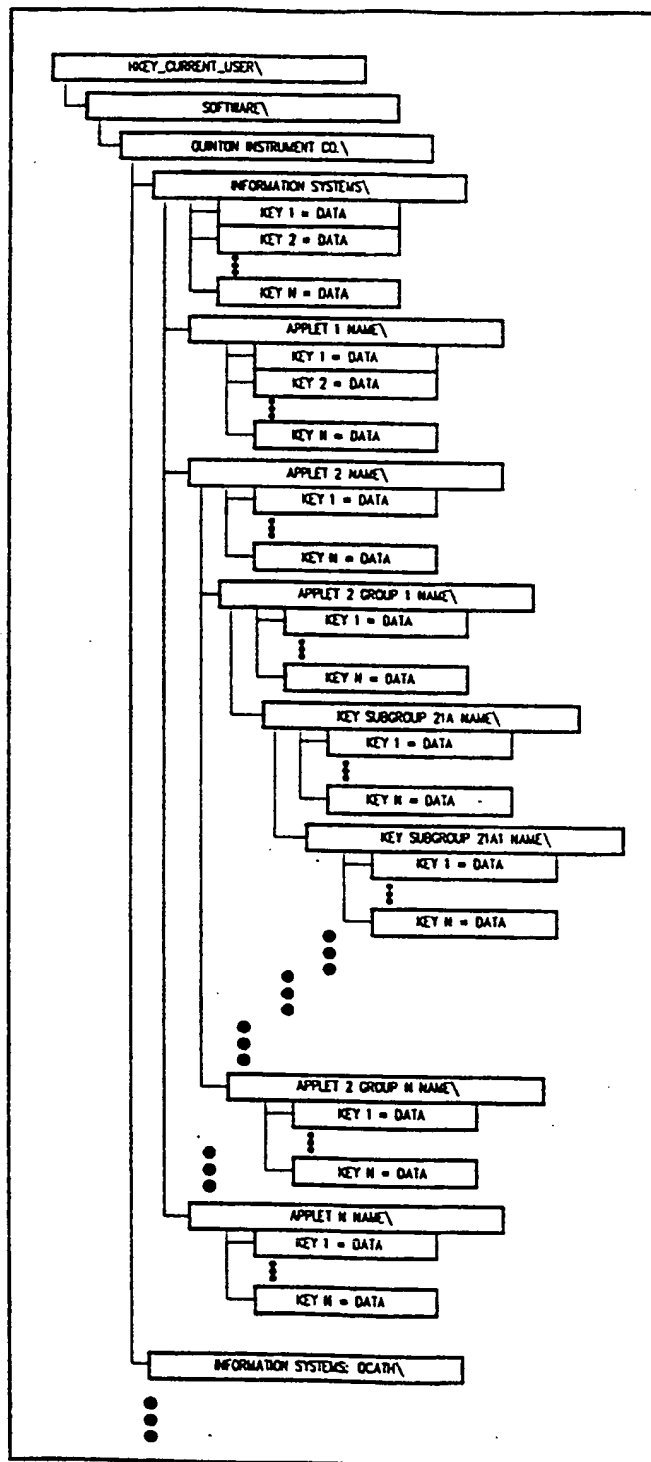 HKEY_CURRENT_USER\
SOFTWARE\
QUINTON INSTRUMENT CO.\
INFORMATION SYSTEMS\
KEY 1 = DATA
KEY 2 = DATA
KEY N = DATA
APPLET 1 NAME\
KEY 1 = DATA
KEY 2 = DATA
KEY N = DATA
APPLET 2 NAME\
KEY 1 = DATA
KEY N = DATA
APPLET 2 GROUP 1 NAME\
KEY 1 = DATA
KEY N = DATA
KEY SUBGROUP 21A NAME\
KEY 1 = DATA
KEY N = DATA
KEY SUBGROUP 21A1 NAME\
KEY 1 = DATA
KEY N = DATA
APPLET 2 GROUP N NAME\
KEY 1 = DATA
KEY N = DATA
APPLET N NAME\
KEY 1 = DATA
KEY N = DATA
INFORMATION SYSTEMS: QCATH\